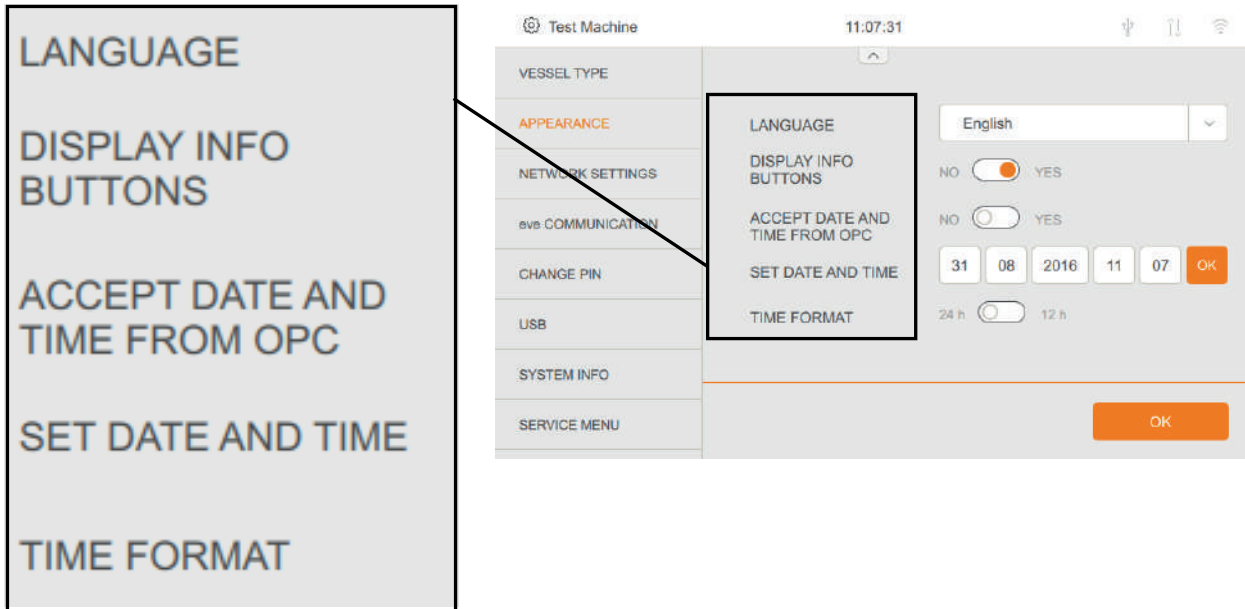 LANGUAGE
DISPLAY INFO
BUTTONS
ACCEPT DATE AND
TIME FROM OPC
SET DATE AND TIME
TIME FORMAT
Test Machine
11:07:31
VESSEL TYPE
APPEARANCE
NETWORK SETTINGS
eve COMMUNICATION
CHANGE PIN
USB
SYSTEM INFO
SERVICE MENU
LANGUAGE
English
DISPLAY INFO
BUTTONS
NO YES
ACCEPT DATE AND
TIME FROM OPC
NO YES
SET DATE AND TIME
31 08 2016 11 07 OK
TIME FORMAT
24 h 12 h
OK